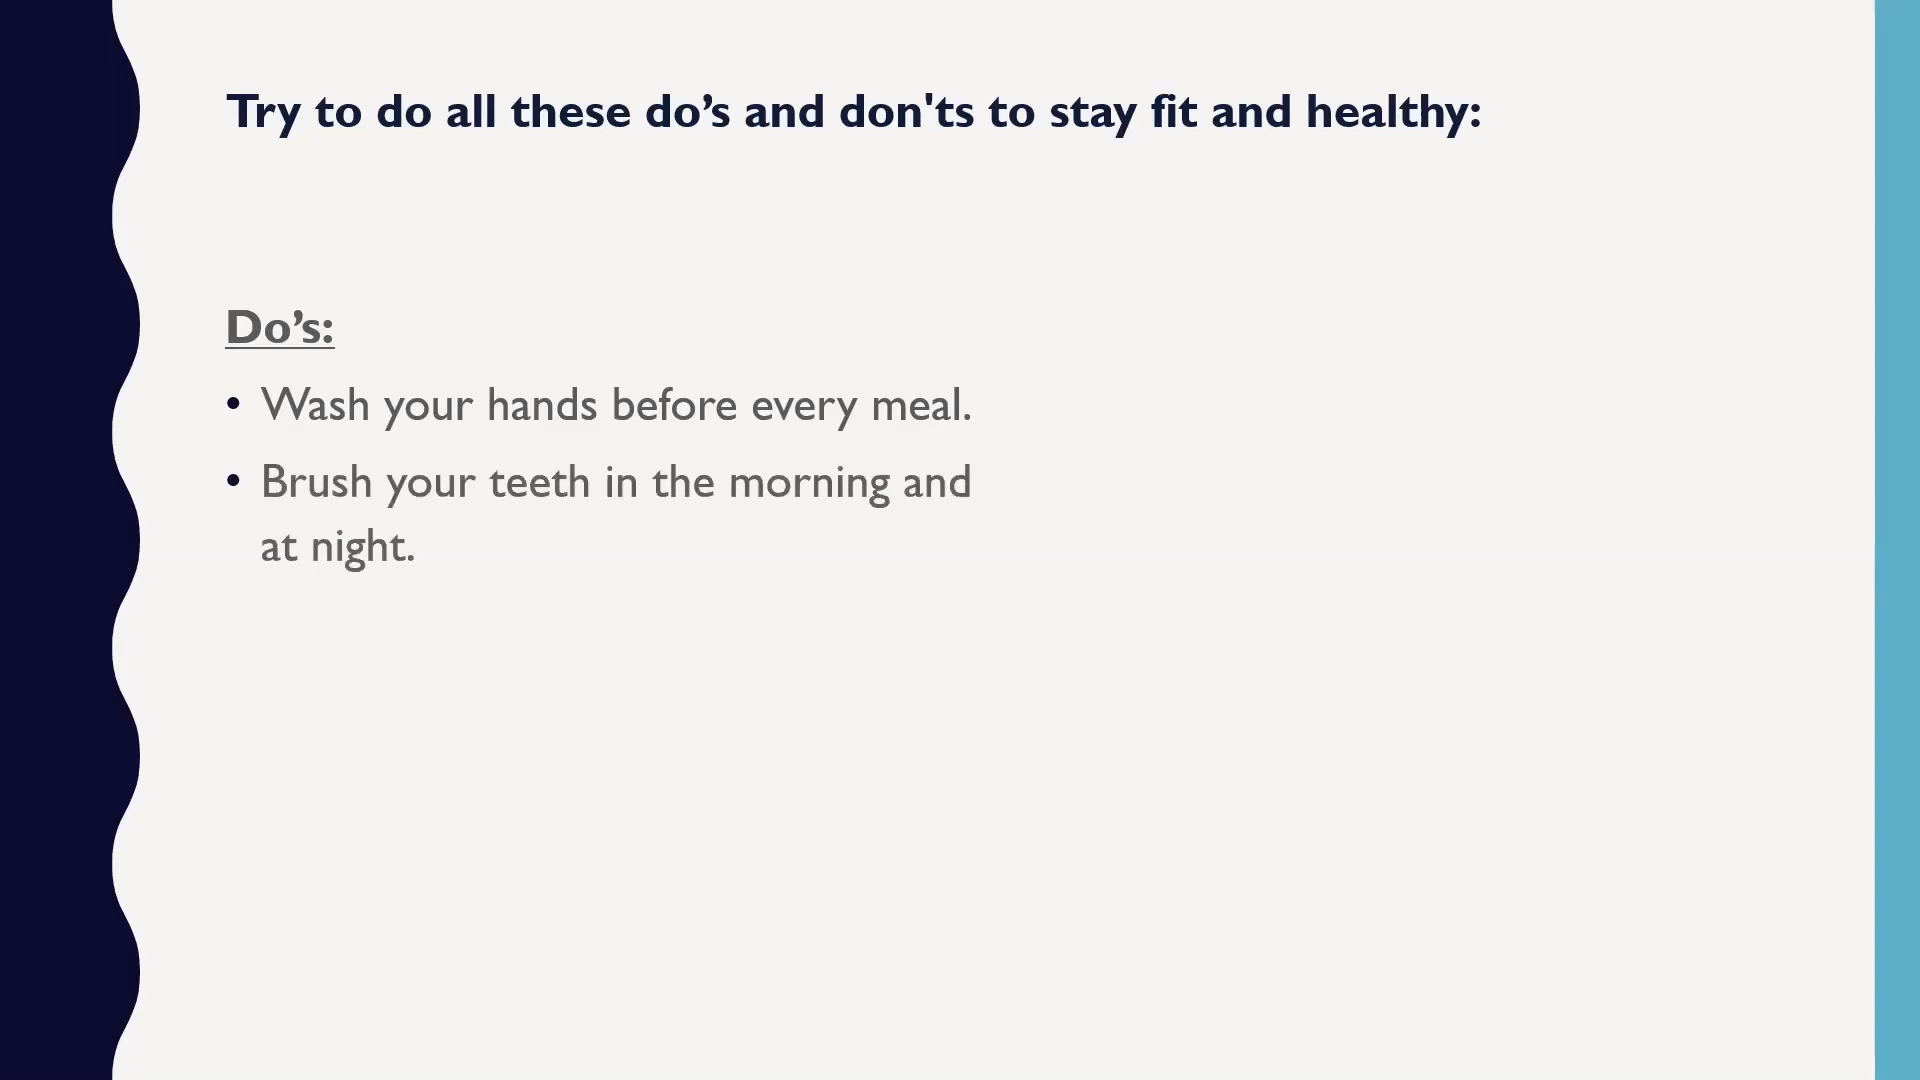 Try to do all these do’s and don'ts to stay fit and healthy:
Do’s:
• Wash your hands before every meal.
• Brush your teeth in the morning and
at night.